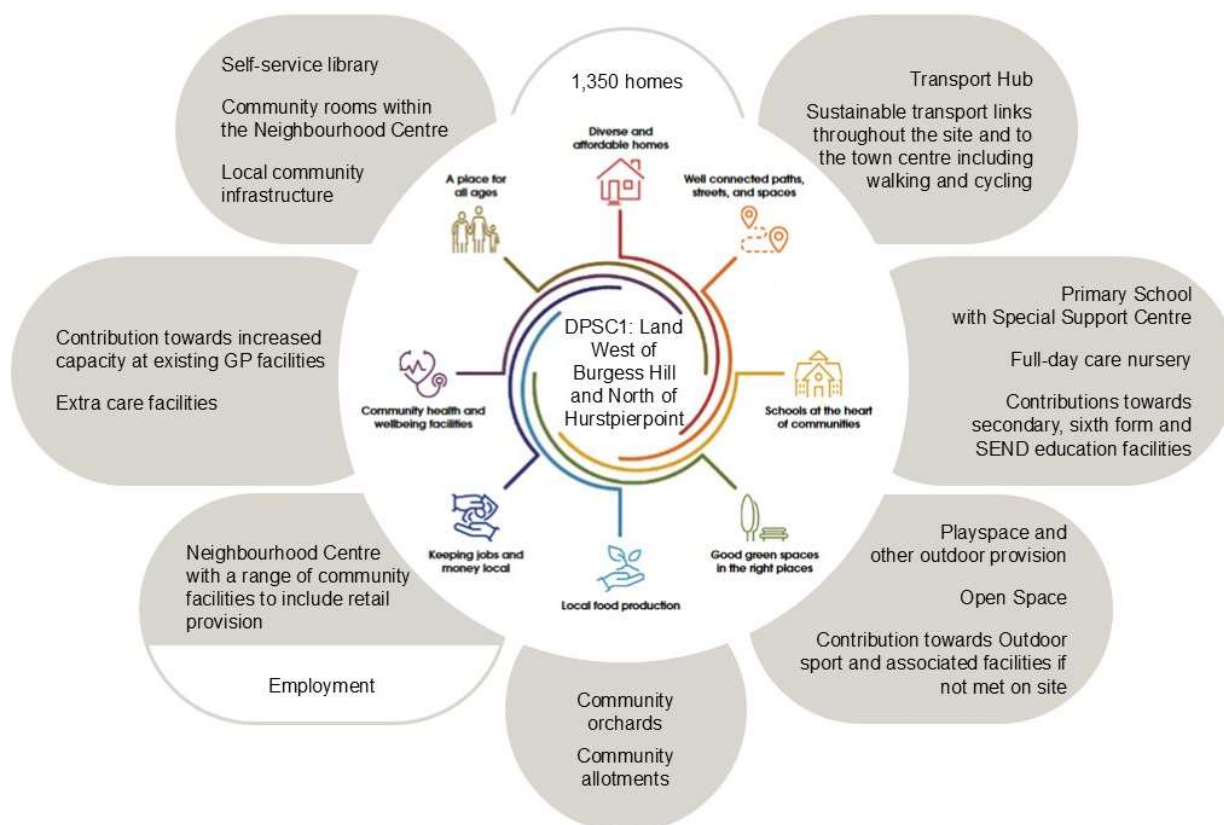 1,350 homes
Diverse and
affordable homes
Transport Hub
Sustainable transport links
throughout the site and to
the town centre including
walking and cycling
Well connected paths,
streets, and spaces
Primary School
with Special Support Centre
Full-day care nursery
Contributions towards
secondary, sixth form and
SEND education facilities
Schools at the heart
of communities
Playspace and
other outdoor provision
Open Space
Contribution towards Outdoor
sport and associated facilities if
not met on site
Good green spaces
in the right places
Community
orchards
Community
allotments
Local food production
Neighbourhood Centre
with a range of community
facilities to include retail
provision
Employment
Keeping jobs and
money local
Contribution towards increased
capacity at existing GP facilities
Extra care facilities
Community health and
wellbeing facilities
Self-service library
Community rooms within
the Neighbourhood Centre
Local community
infrastructure
A place for
all ages
DPSC1: Land
West of
Burgess Hill
and North of
Hurstpierpoint